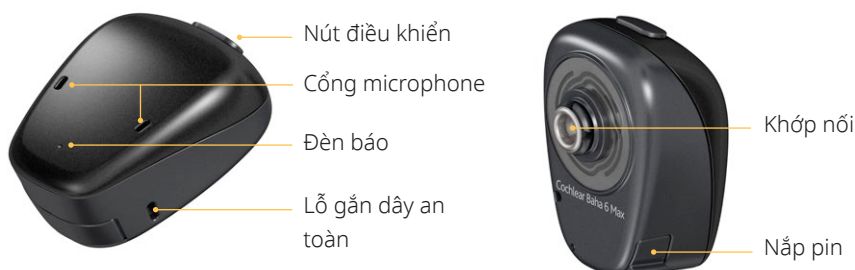 Nút điều khiển
Cổng microphone
Đèn báo
Lỗ gắn dây an
toàn
Cochlear Baha 6 Max
Khớp nối
Nắp pin